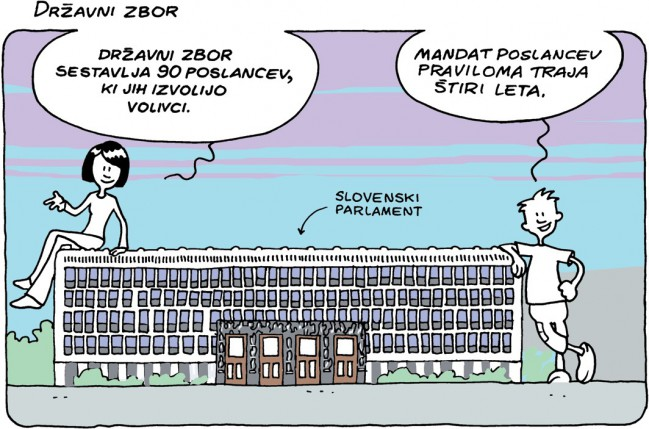 DRŽAVNI ZBOR
DRŽAVNI ZBOR
SESTAVLJA 90 POSLANCEV,
KI JIH IZVOLIJO
VOLIVCI.
MANDAT POSLANCEV
PRAVILOMA TRAJA
ŠTIRI LETA.
SLOVENSKI
PARLAMENT